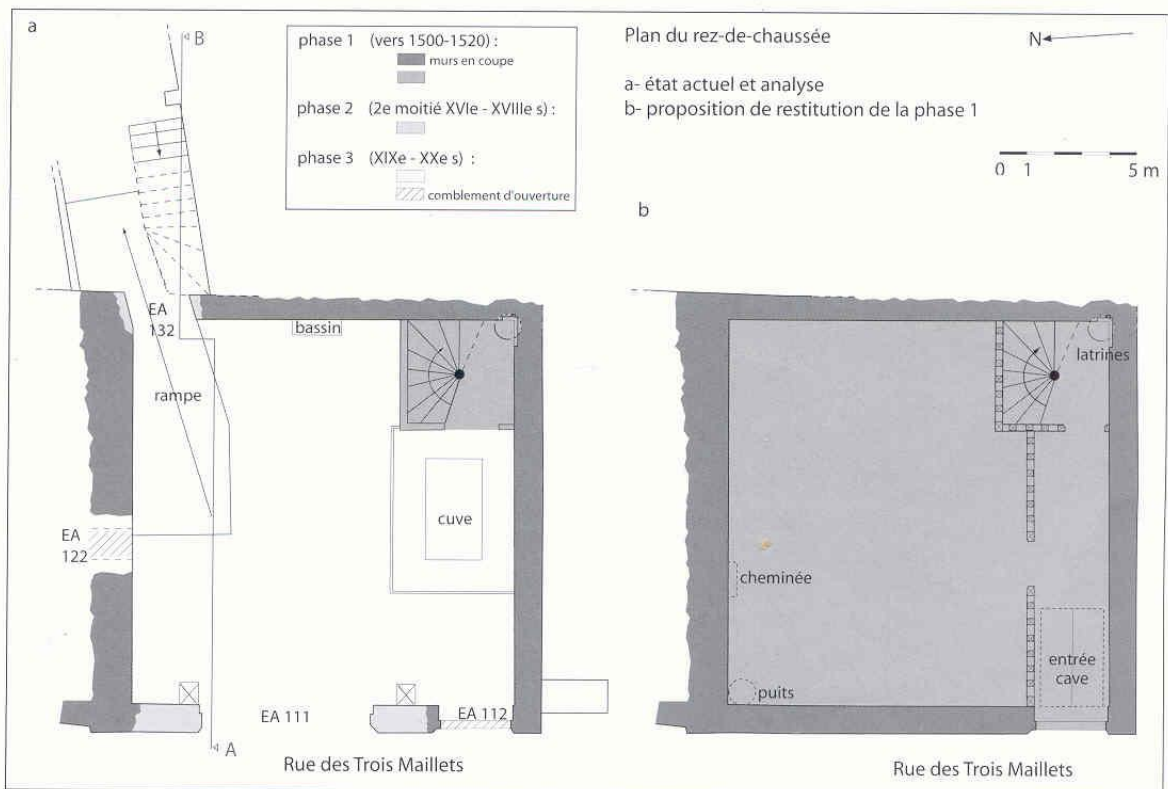 a
B
phase 1 (vers 1500-1520) :
murs en coupe
phase 2 (2e moitié XVIe - XVIIIe s) :
phase 3 (XIXe - XXe s) :
comblement d'ouverture
Plan du rez-de-chaussée
N
a- état actuel et analyse
b- proposition de restitution de la phase 1
0 1 5 m
EA
132
bassin
rampe
cuve
EA
122
EA 111
EA 112
A
Rue des Trois Maillets
b
latrines
cheminée
entrée
cave
puits
Rue des Trois Maillets